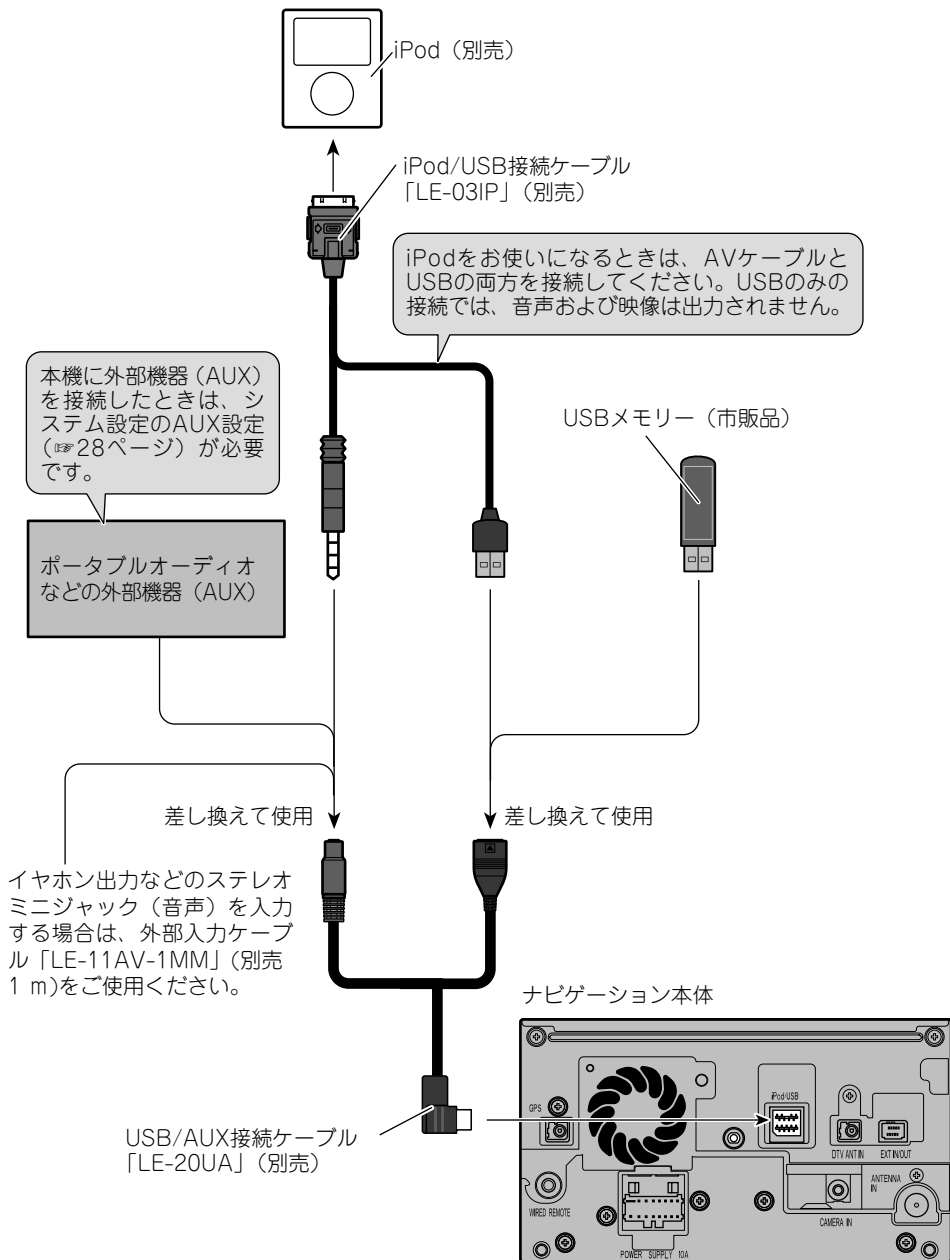 iPod（別売）
iPod/USB接続ケーブル
「LE-03IP」（別売）
iPodをお使いになるときは、AVケーブルと
USBの両方を接続してください。USBのみの
接続では、音声および映像は出力されません。
本機に外部機器（AUX）
を接続したときは、シ
ステム設定のAUX設定
（☞28ページ）が必要
です。
USBメモリー（市販品）
ポータブルオーディオ
などの外部機器（AUX）
差し換えて使用
差し換えて使用
イヤホン出力などのステレオ
ミニジャック（音声）を入力
する場合は、外部入力ケーブ
ル「LE-11AV-1MM」（別売
1 m）をご使用ください。
ナビゲーション本体
USB/AUX接続ケーブル
「LE-20UA」（別売）
GPS
iPod/USB
DTV ANT IN
EXT IN/OUT
WIRED REMOTE
ANTENNA
IN
CAMERA IN
POWER SUPPLY 10A